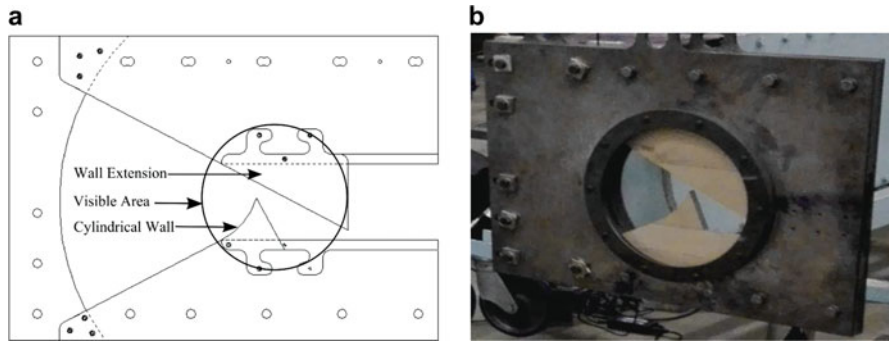 a
b
Wall Extension
Visible Area
Cylindrical Wall